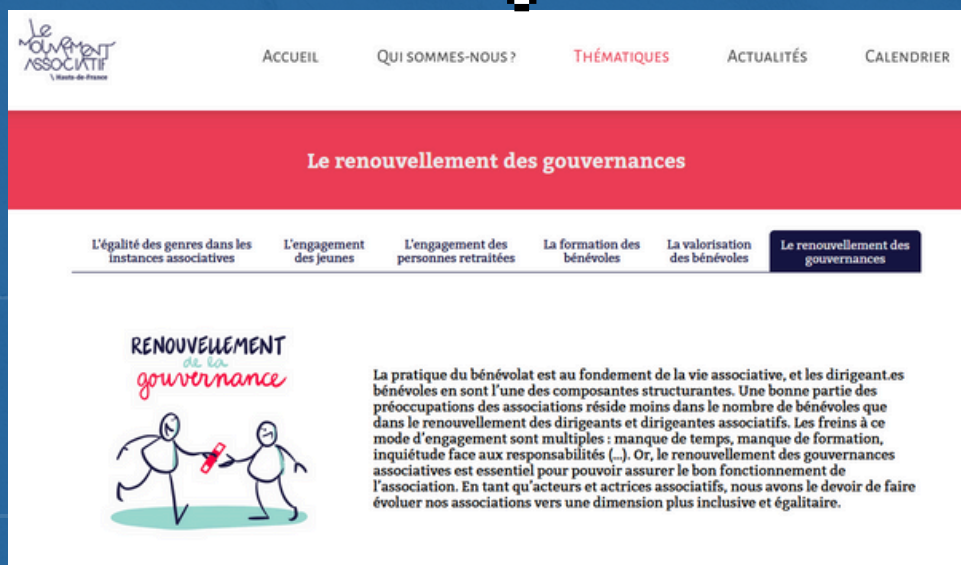 Le
MOUVEMENT
ASSOCIATIF
\ Hauts-de-France
ACCUEIL
QUI SOMMES-NOUS ?
THÉMATIQUES
ACTUALITÉS
CALENDRIER
Le renouvellement des gouvernances
L'égalité des genres dans les
instances associatives
L'engagement
des jeunes
L'engagement des
personnes retraitées
La formation des
bénévoles
La valorisation
des bénévoles
Le renouvellement des
gouvernances
RENOUVELLEMENT
de la
gouvernance
La pratique du bénévolat est au fondement de la vie associative, et les dirigeant.es
bénévoles en sont l'une des composantes structurantes. Une bonne partie des
préoccupations des associations réside moins dans le nombre de bénévoles que
dans le renouvellement des dirigeants et dirigeantes associatifs. Les freins à ce
mode d'engagement sont multiples : manque de temps, manque de formation,
inquiétude face aux responsabilités (...). Or, le renouvellement des gouvernances
associatives est essentiel pour pouvoir assurer le bon fonctionnement de
l'association. En tant qu'acteurs et actrices associatifs, nous avons le devoir de faire
évoluer nos associations vers une dimension plus inclusive et égalitaire.